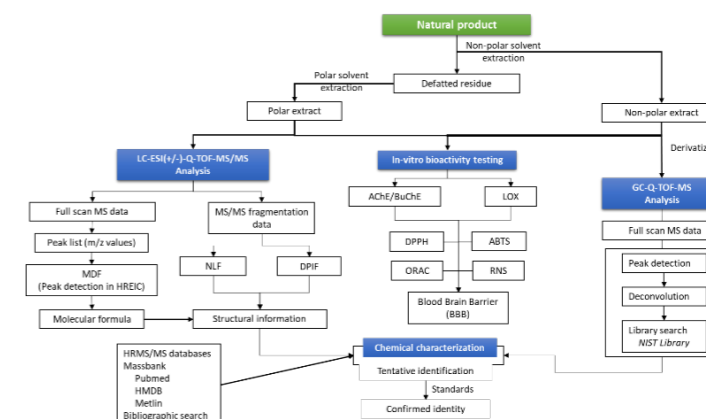 Natural product
Non-polar solvent
extraction
Polar solvent
extraction
Defatted residue
Polar extract
Non-polar extract
LC-ESI(+/-)-Q-TOF-MS/MS
Analysis
In-vitro bioactivity testing
GC-Q-TOF-MS
Analysis
Full scan MS data
MS/MS fragmentation
data
AChE/BuChE
LOX
Full scan MS data
Peak list (m/z values)
DPPH
ABTS
Peak detection
MDF
(Peak detection in HREIC)
NLF
DPIF
ORAC
RNS
Deconvolution
Molecular formula
Structural information
Blood Brain Barrier
(BBB)
Library search
NIST Library
HRMS/MS databases
Massbank
Pubmed
HMDB
Metlin
Bibliographic search
Chemical characterization
Tentative identification
Standards
Confirmed identity